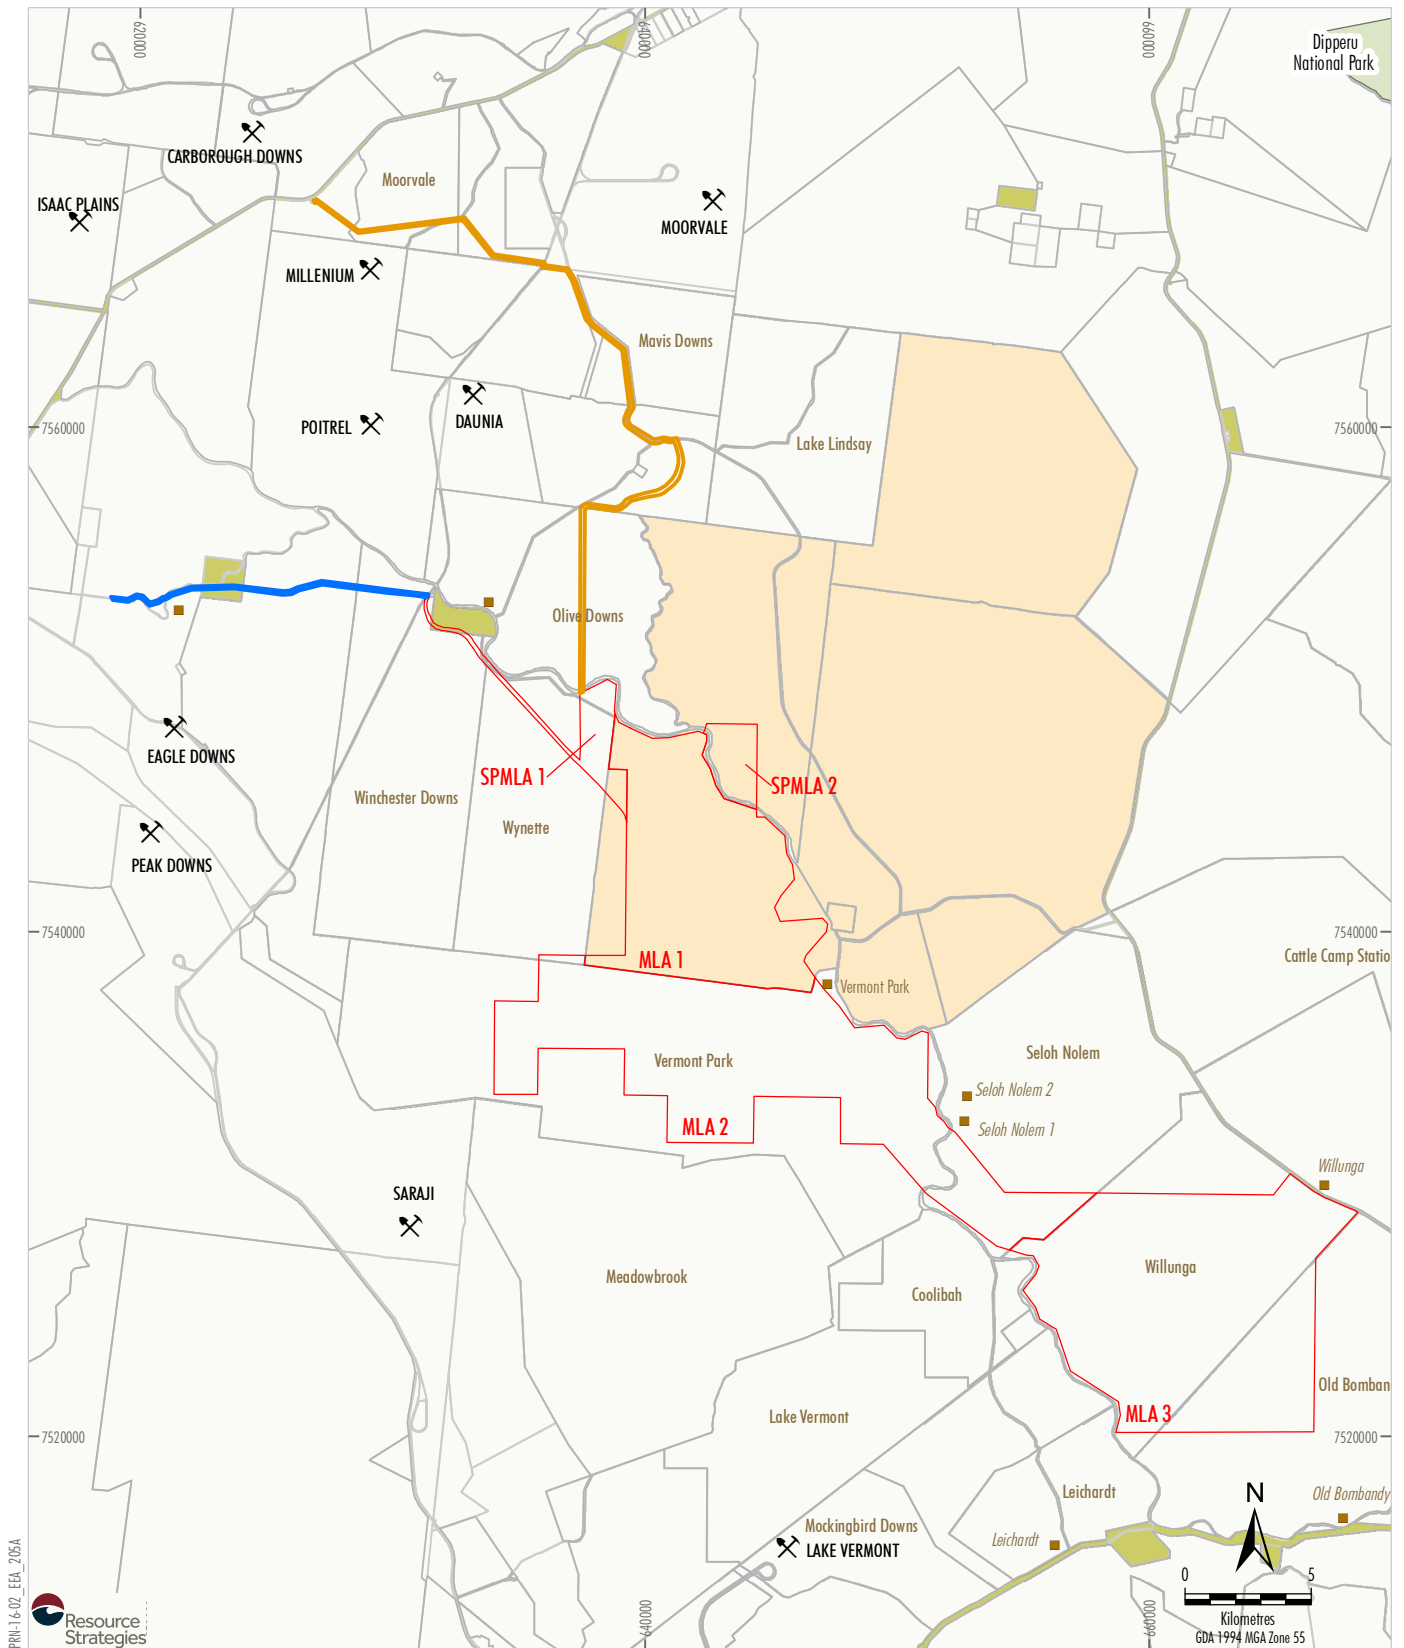 620000
640000
660000
Dipperu
National Park
CARBOROUGH DOWNS
Moorvale
ISAAC PLAINS
MOORVALE
MILLENIUM
Mavis Downs
DAUNIA
POITREL
7560000
7560000
Lake Lindsay
Olive Downs
EAGLE DOWNS
SPMLA 1
SPMLA 2
Winchester Downs
Wynette
PEAK DOWNS
7540000
7540000
MLA 1
Cattle Camp Statio
Vermont Park
Vermont Park
Seloh Nolem
Seloh Nolem 2
MLA 2
Seloh Nolem 1
Willunga
SARAJI
Meadowbrook
Willunga
Coolibah
Old Bomban
Lake Vermont
MLA 3
7520000
7520000
Leichardt
Old Bombandy
N
Mockingbird Downs
LAKE VERMONT
Leichardt
0 5
Kilometres
GDA 1994 MGA Zone 55
640000
660000
Resource
Strategies
PRN-16-02_EEA_205A